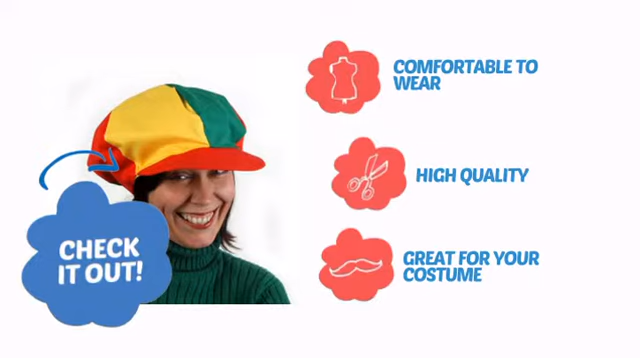 COMFORTABLE TO
WEAR
HIGH QUALITY
GREAT FOR YOUR
COSTUME
CHECK
IT OUT!